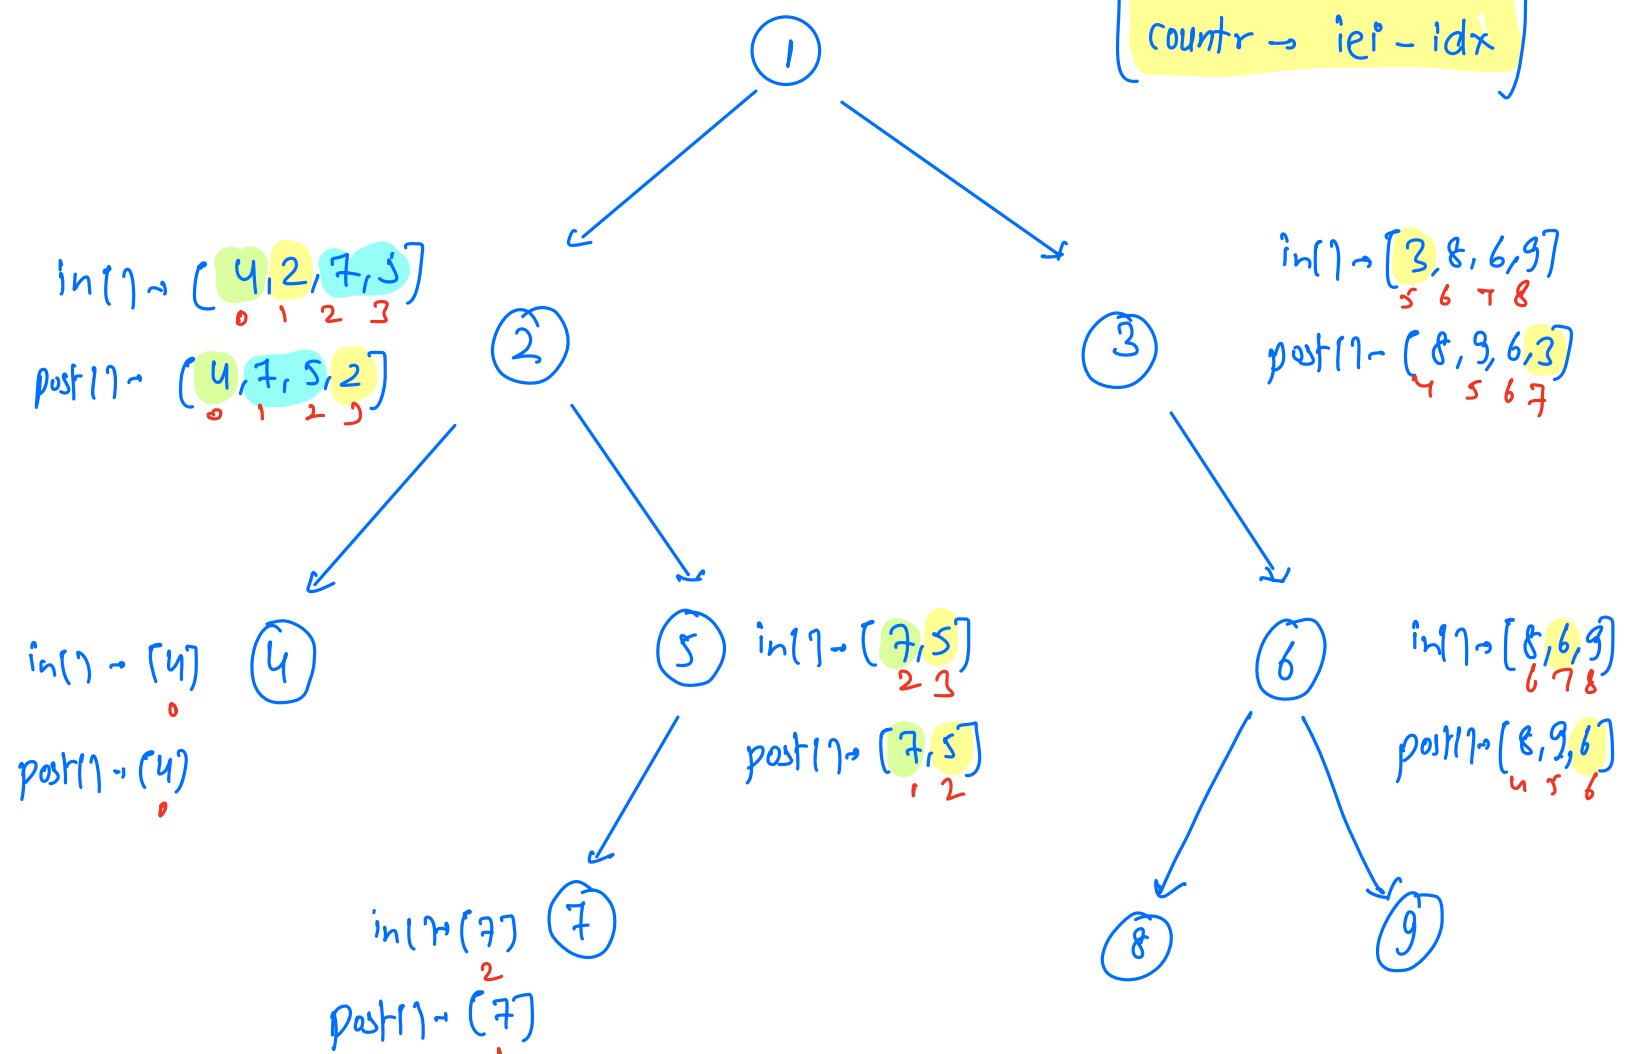 countr → iei - idx
1
in[] → [4,2,7,5]
0 1 2 3
in[] → [3,8,6,9]
5 6 7 8
2
3
post[] → [4,7,5,2]
0 1 2 3
post[] → [8,9,6,3]
4 5 6 7
in[] → [4]
0
4
5
in[] → [7,5]
2 3
6
in[] → [8,6,9]
6 7 8
post[] → [4]
0
post[] → [7,5]
1 2
post[] → [8,9,6]
4 5 6
in[] → [7]
2
7
8
9
post[] → [7]